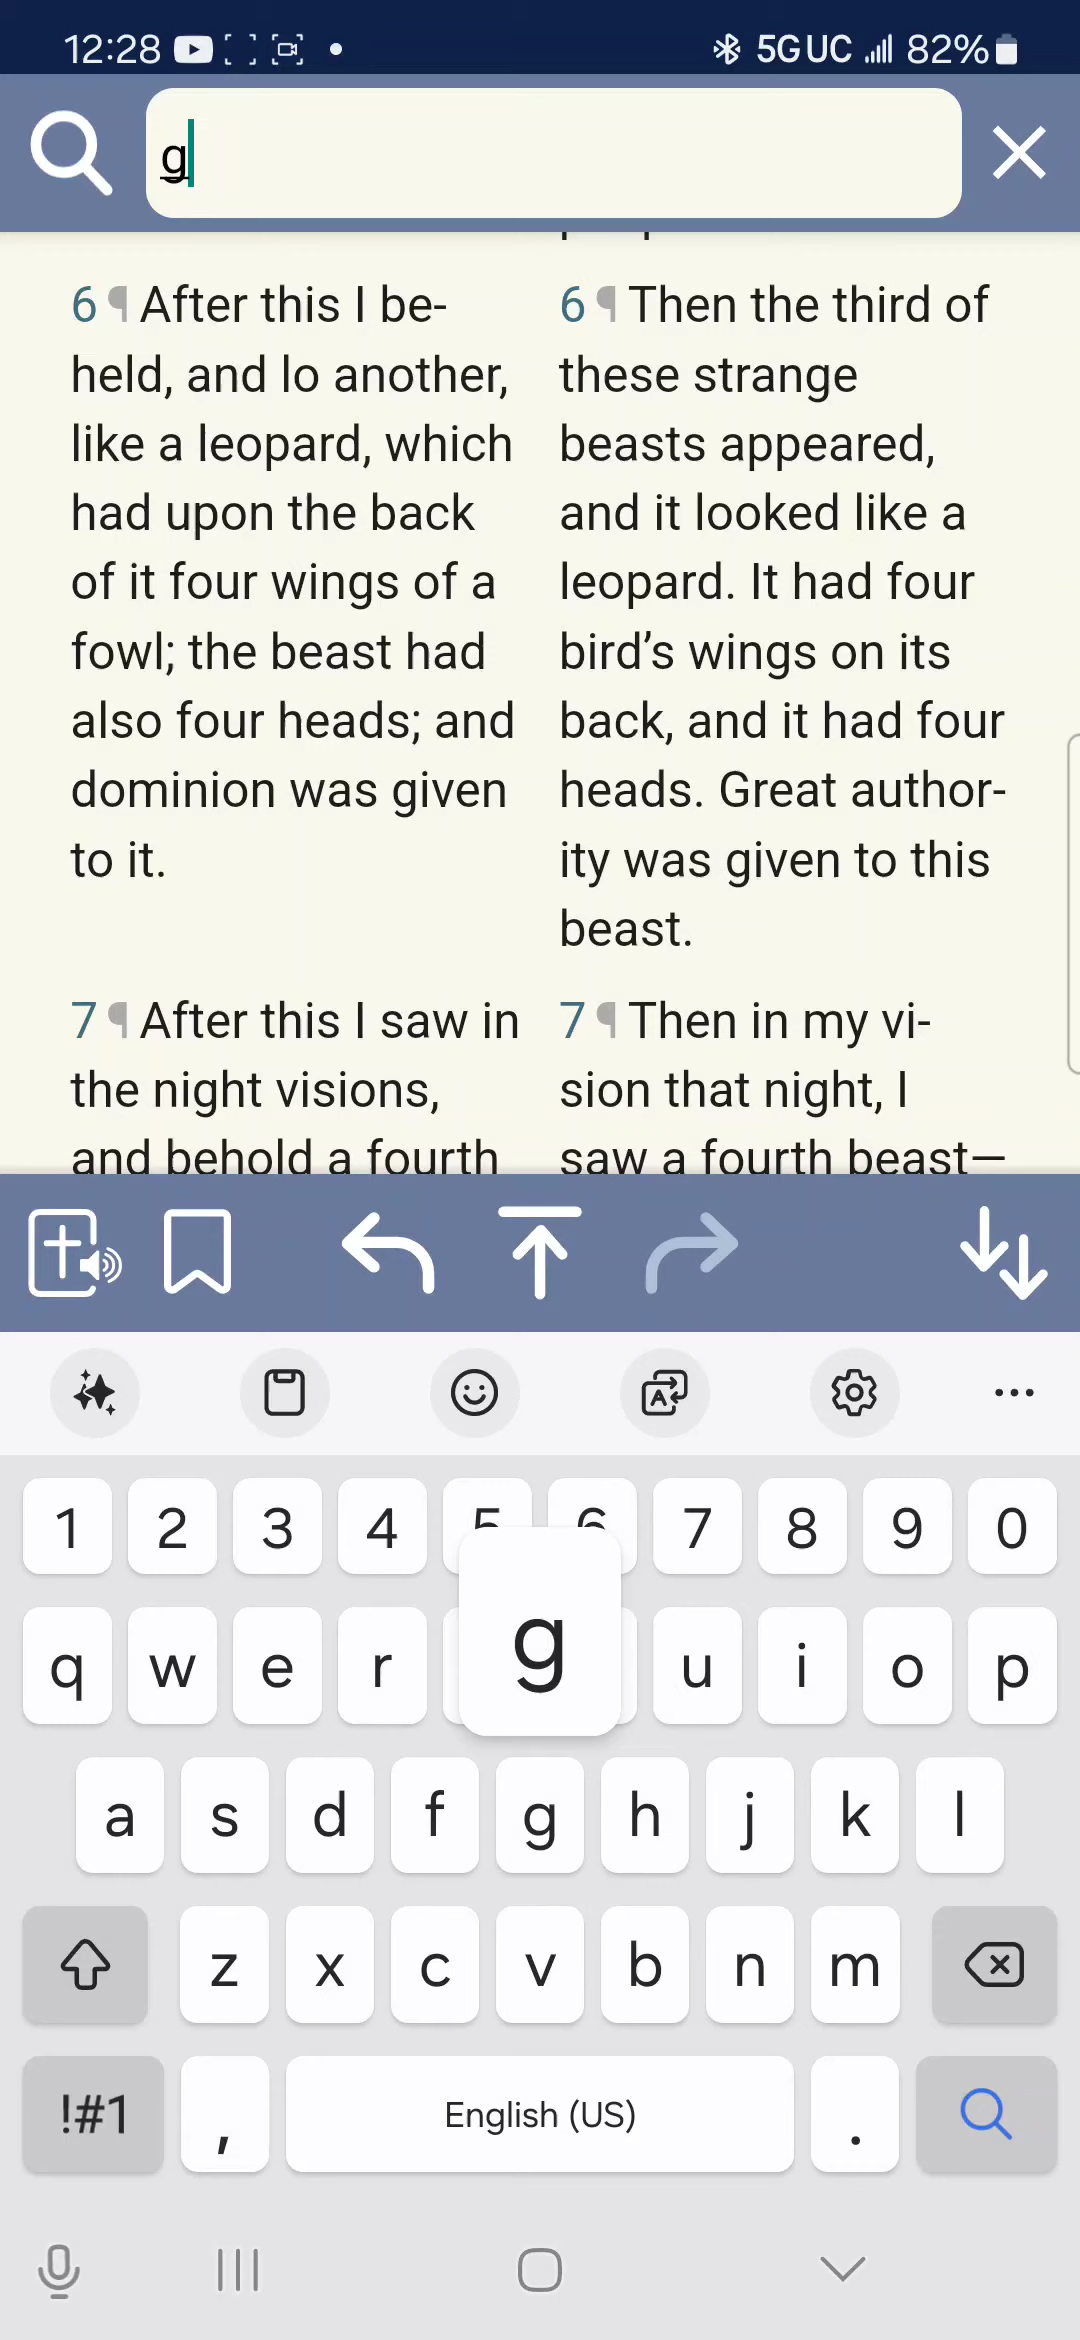 12:28 5G UC 82%
g
6 ¶ After this I be-
held, and lo another,
like a leopard, which
had upon the back
of it four wings of a
fowl; the beast had
also four heads; and
dominion was given
to it.
6 ¶ Then the third of
these strange
beasts appeared,
and it looked like a
leopard. It had four
bird’s wings on its
back, and it had four
heads. Great author-
ity was given to this
beast.
7 ¶ After this I saw in
the night visions,
and behold a fourth
7 ¶ Then in my vi-
sion that night, I
saw a fourth beast—
1 2 3 4 5 6 7 8 9 0
g
q w e r u i o p
a s d f g h j k l
z x c v b n m
!#1 , English (US) .